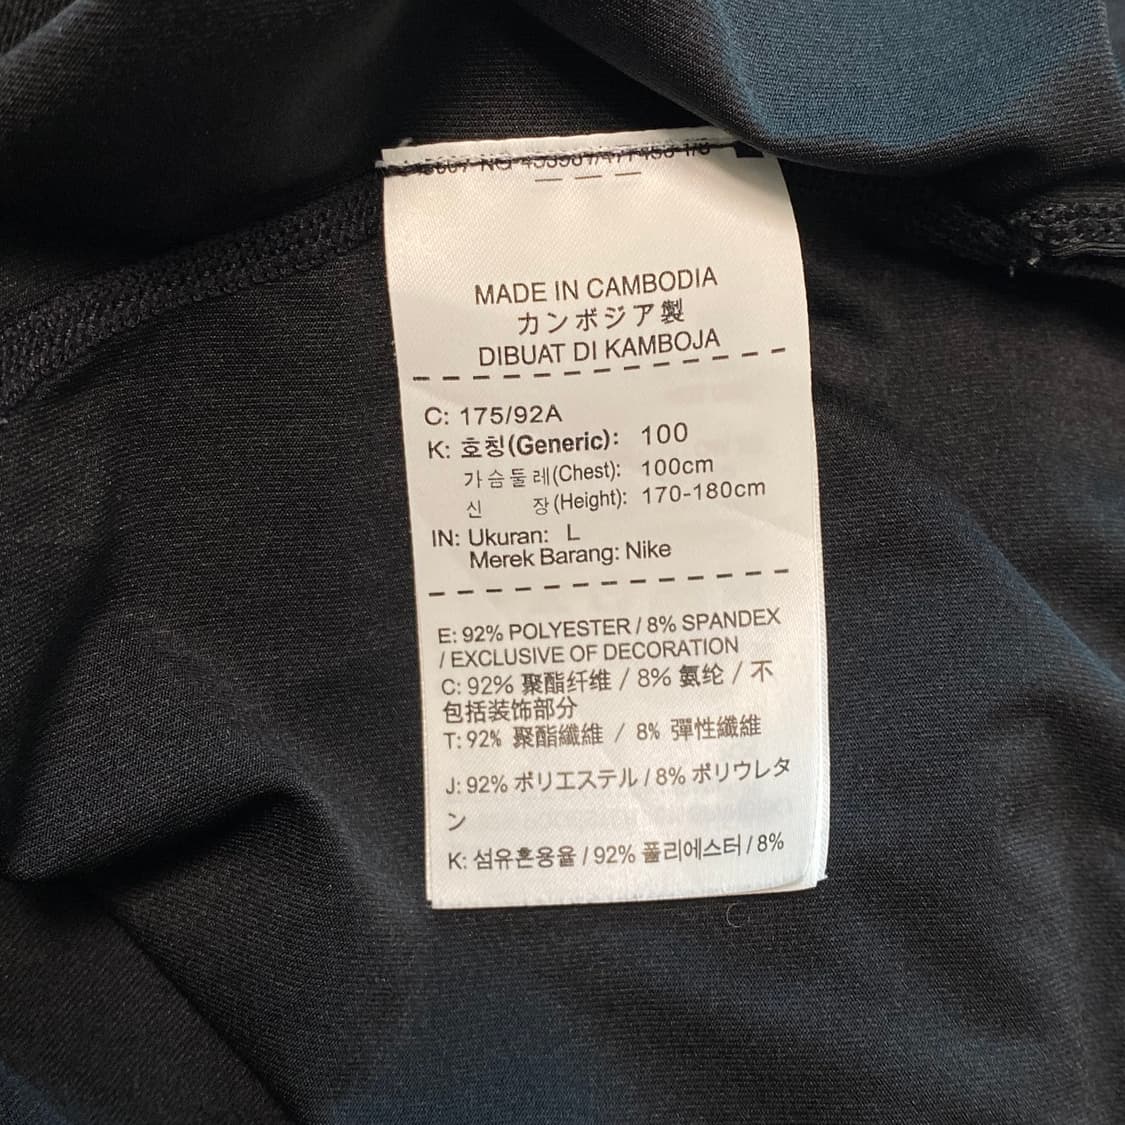 MADE IN CAMBODIA
カンボジア製
DIBUAT DI KAMBOJA
C: 175/92A
K: 호칭(Generic): 100
가슴둘레(Chest): 100cm
신 장(Height): 170-180cm
IN: Ukuran: L
Merek Barang: Nike
E: 92% POLYESTER / 8% SPANDEX
/ EXCLUSIVE OF DECORATION
C: 92% 聚酯纤维 / 8% 氨纶 / 不
包括装饰部分
T: 92% 聚酯纖維 / 8% 彈性纖維
J: 92% ポリエステル / 8% ポリウレタ
ン
K: 섬유혼용율 / 92% 폴리에스터 / 8%